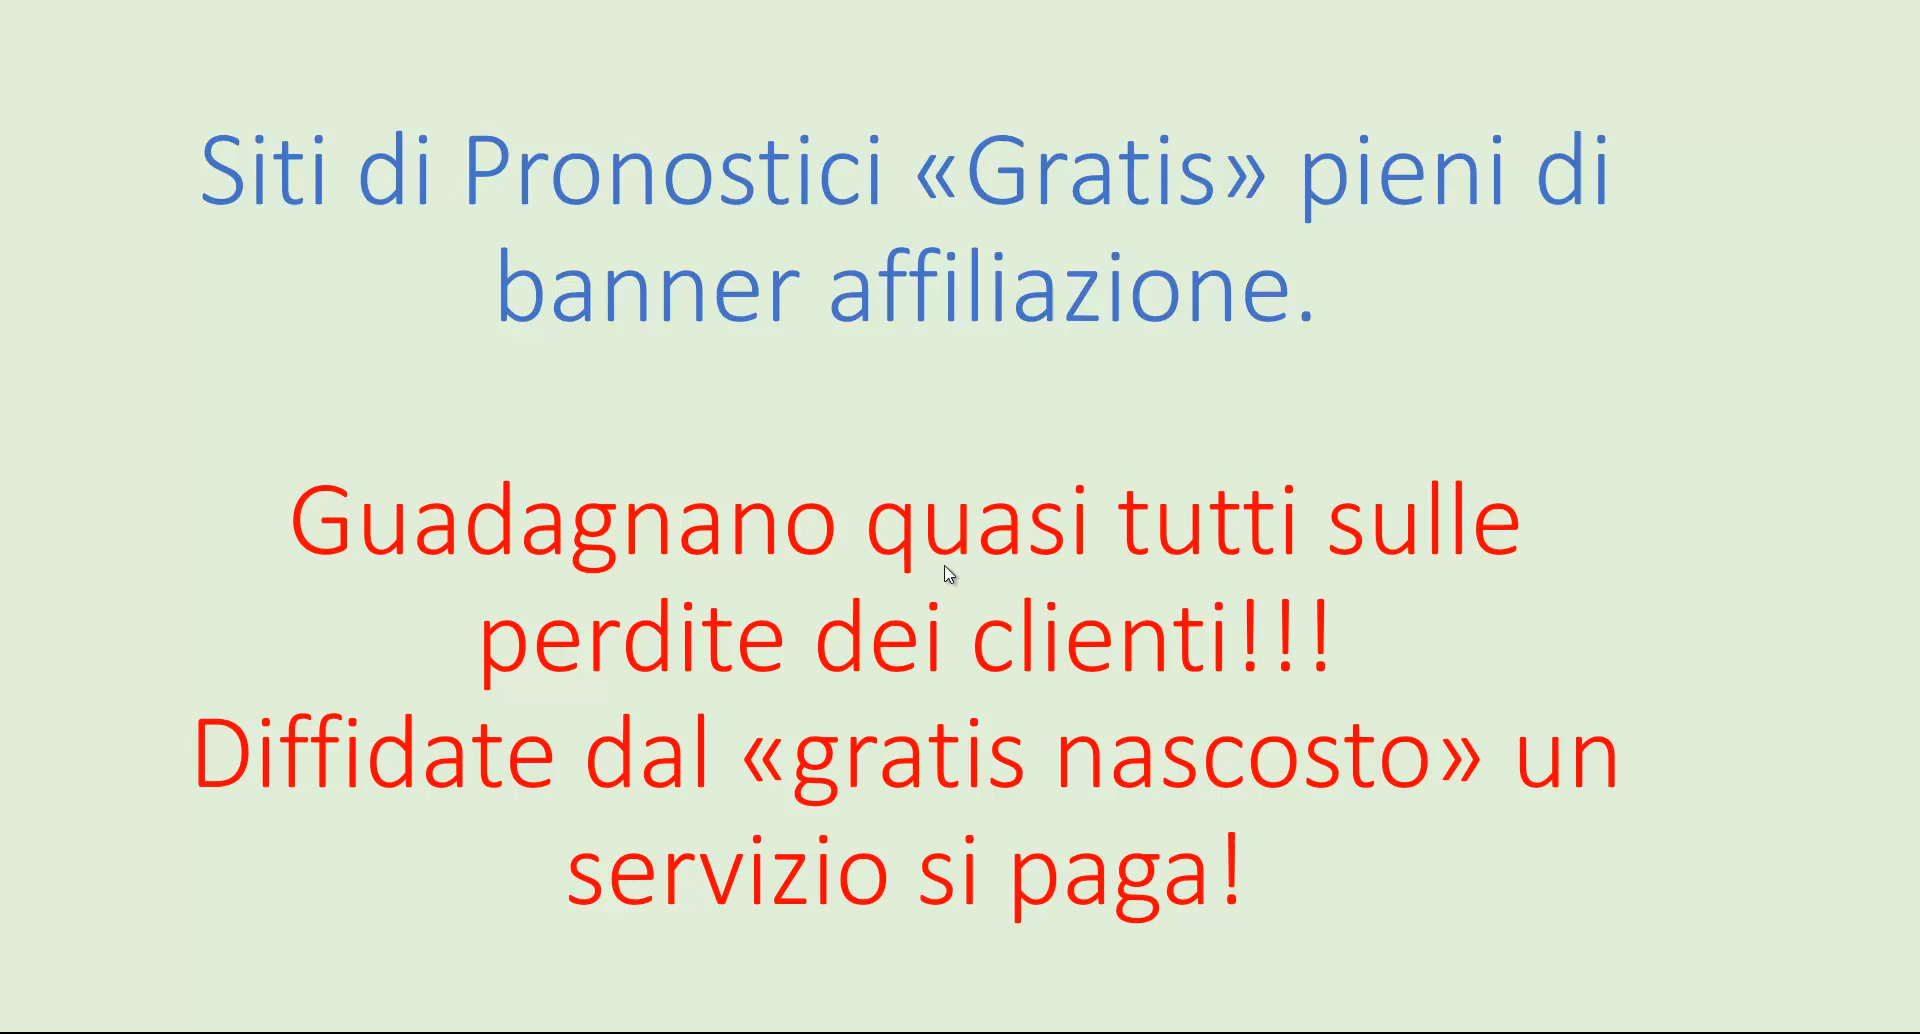 Siti di Pronostici «Gratis» pieni di
banner affiliazione.
Guadagnano quasi tutti sulle
perdite dei clienti!!!
Diffidate dal «gratis nascosto» un
servizio si paga!